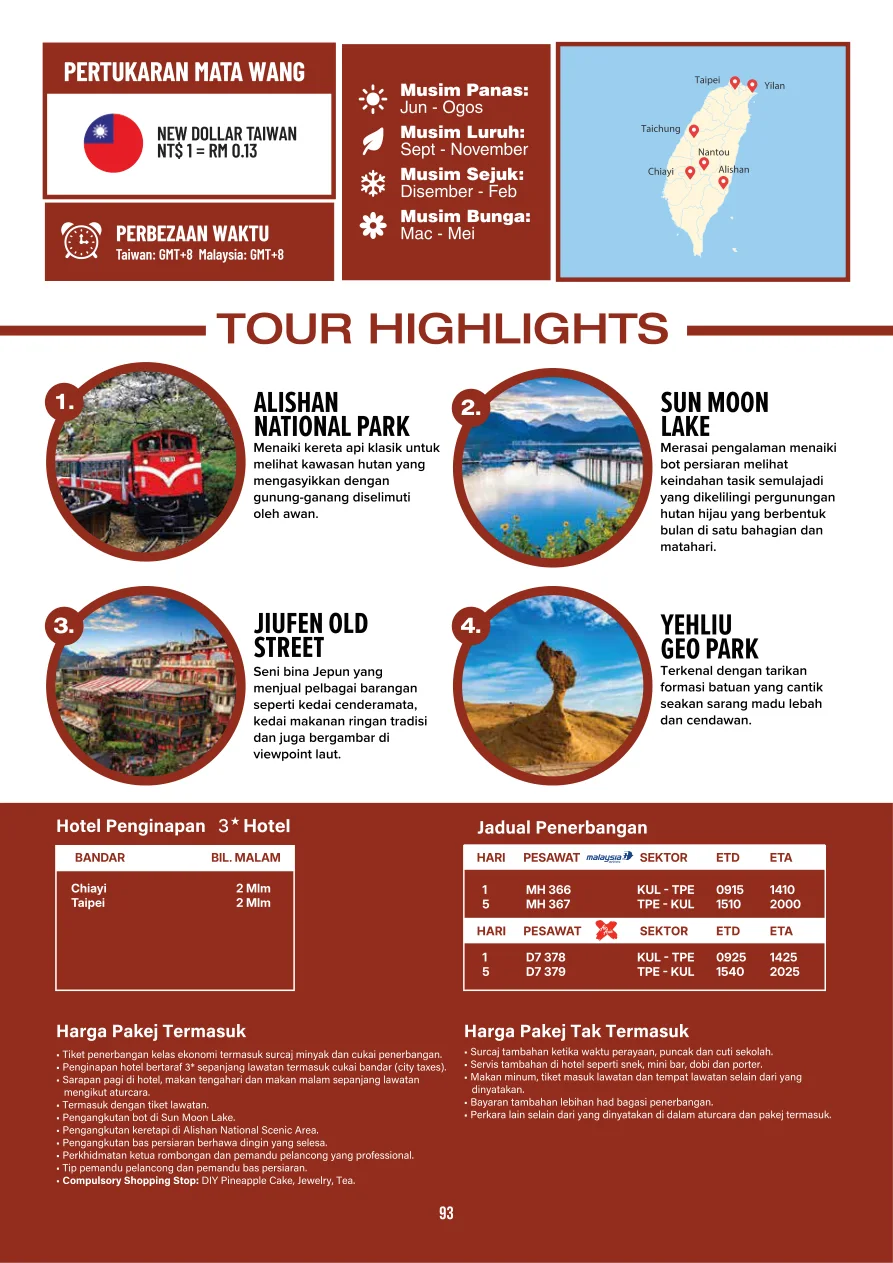 PERTUKARAN MATA WANG
NEW DOLLAR TAIWAN
NT$ 1 = RM 0.13
PERBEZAAN WAKTU
Taiwan: GMT+8 Malaysia: GMT+8
Musim Panas:
Jun - Ogos
Musim Luruh:
Sept - November
Musim Sejuk:
Disember - Feb
Musim Bunga:
Mac - Mei
Taipei
Yilan
Taichung
Nantou
Chiayi
Alishan
TOUR HIGHLIGHTS
1.
ALISHAN
NATIONAL PARK
Menaiki kereta api klasik untuk
melihat kawasan hutan yang
mengasyikkan dengan
gunung-ganang diselimuti
oleh awan.
2.
SUN MOON
LAKE
Merasai pengalaman menaiki
bot persiaran melihat
keindahan tasik semulajadi
yang dikelilingi pergunungan
hutan hijau yang berbentuk
bulan di satu bahagian dan
matahari.
3.
JIUFEN OLD
STREET
Seni bina Jepun yang
menjual pelbagai barangan
seperti kedai cenderamata,
kedai makanan ringan tradisi
dan juga bergambar di
viewpoint laut.
4.
YEHLIU
GEO PARK
Terkenal dengan tarikan
formasi batuan yang cantik
seakan sarang madu lebah
dan cendawan.
Hotel Penginapan 3★ Hotel
BANDAR BIL. MALAM
Chiayi 2 Mlm
Taipei 2 Mlm
Jadual Penerbangan
HARI PESAWAT malaysia SEKTOR ETD ETA
1 MH 366 KUL - TPE 0915 1410
5 MH 367 TPE - KUL 1510 2000
HARI PESAWAT SEKTOR ETD ETA
1 D7 378 KUL - TPE 0925 1425
5 D7 379 TPE - KUL 1540 2025
Harga Pakej Termasuk
• Tiket penerbangan kelas ekonomi termasuk surcaj minyak dan cukai penerbangan.
• Penginapan hotel bertaraf 3* sepanjang lawatan termasuk cukai bandar (city taxes).
• Sarapan pagi di hotel, makan tengahari dan makan malam sepanjang lawatan
mengikut aturcara.
• Termasuk dengan tiket lawatan.
• Pengangkutan bot di Sun Moon Lake.
• Pengangkutan keretapi di Alishan National Scenic Area.
• Pengangkutan bas persiaran berhawa dingin yang selesa.
• Perkhidmatan ketua rombongan dan pemandu pelancong yang professional.
• Tip pemandu pelancong dan pemandu bas persiaran.
• Compulsory Shopping Stop: DIY Pineapple Cake, Jewelry, Tea.
Harga Pakej Tak Termasuk
• Surcaj tambahan ketika waktu perayaan, puncak dan cuti sekolah.
• Servis tambahan di hotel seperti snek, mini bar, dobi dan porter.
• Makan minum, tiket masuk lawatan dan tempat lawatan selain dari yang
dinyatakan.
• Bayaran tambahan lebihan had bagasi penerbangan.
• Perkara lain selain dari yang dinyatakan di dalam aturcara dan pakej termasuk.
93